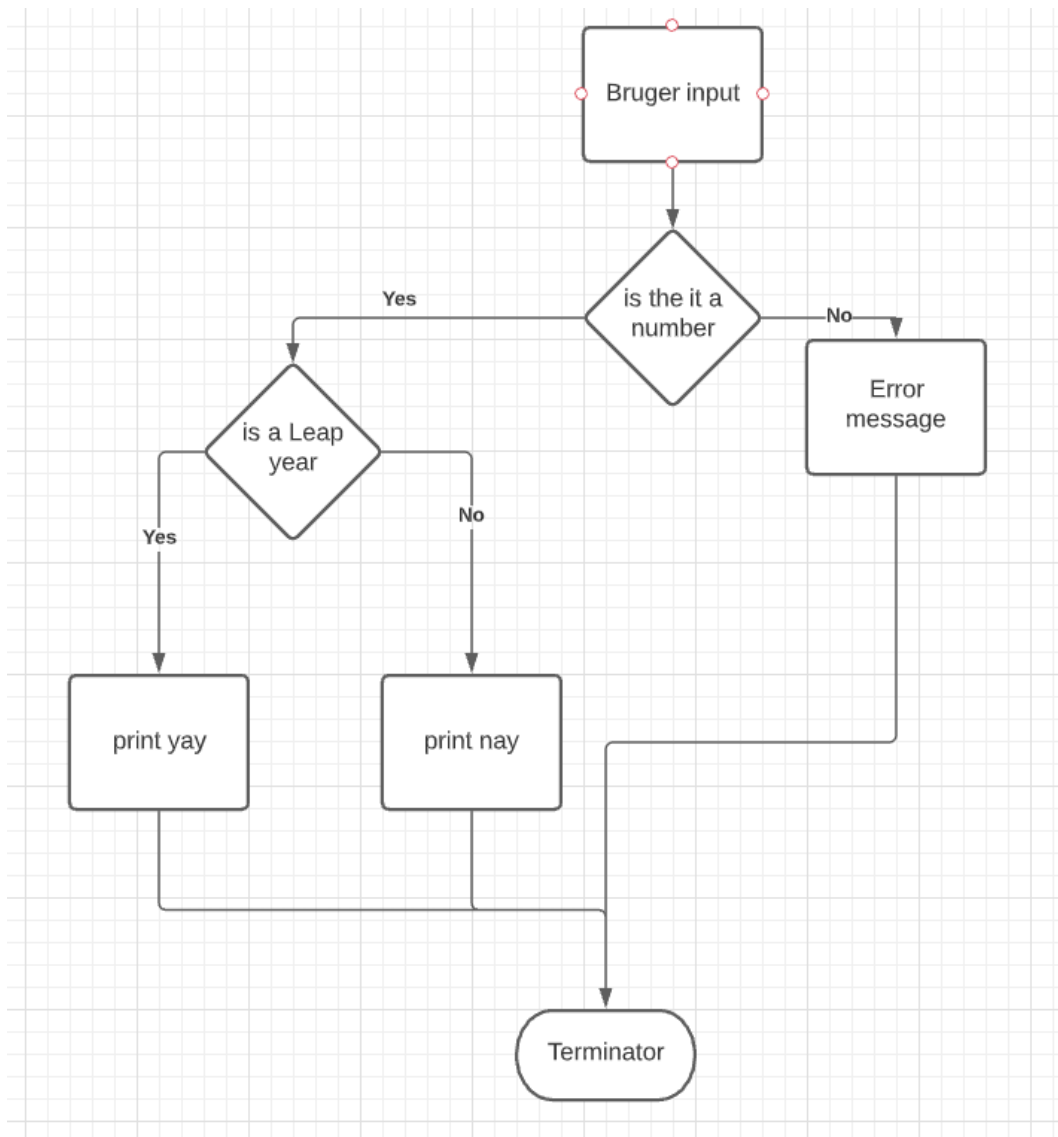 Bruger input
is the it a
number
Yes
No
Error
message
is a Leap
year
Yes
No
print yay
print nay
Terminator